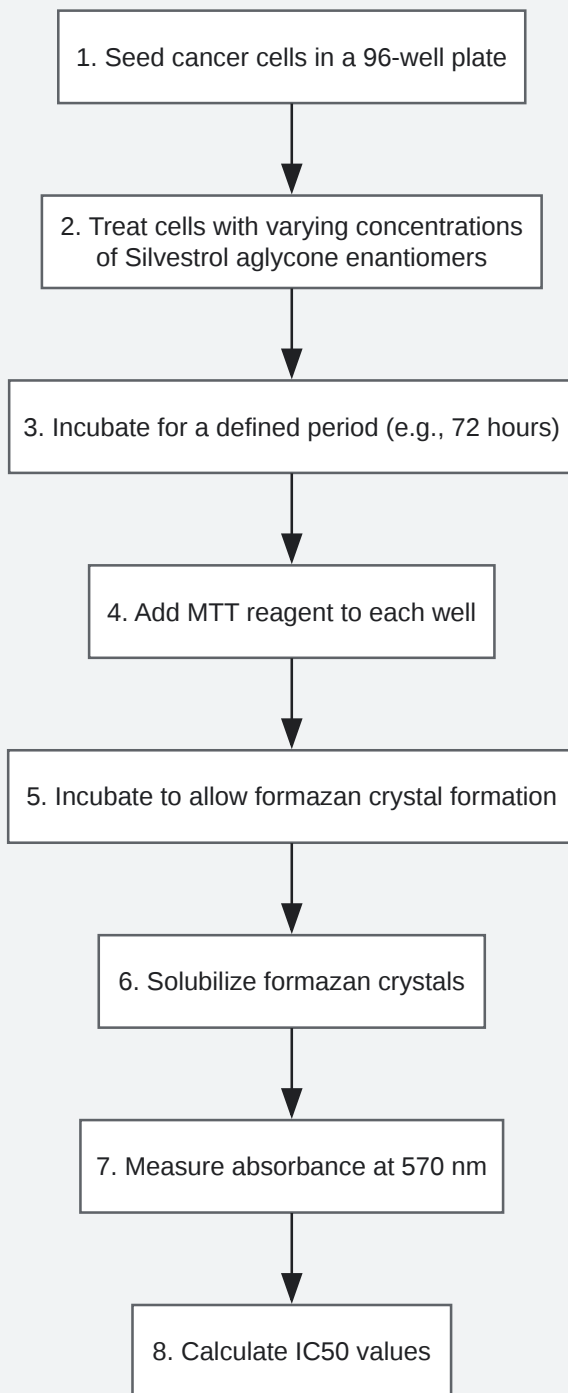 1. Seed cancer cells in a 96-well plate
2. Treat cells with varying concentrations
of Silvestrol aglycone enantiomers
3. Incubate for a defined period (e.g., 72 hours)
4. Add MTT reagent to each well
5. Incubate to allow formazan crystal formation
6. Solubilize formazan crystals
7. Measure absorbance at 570 nm
8. Calculate IC50 values